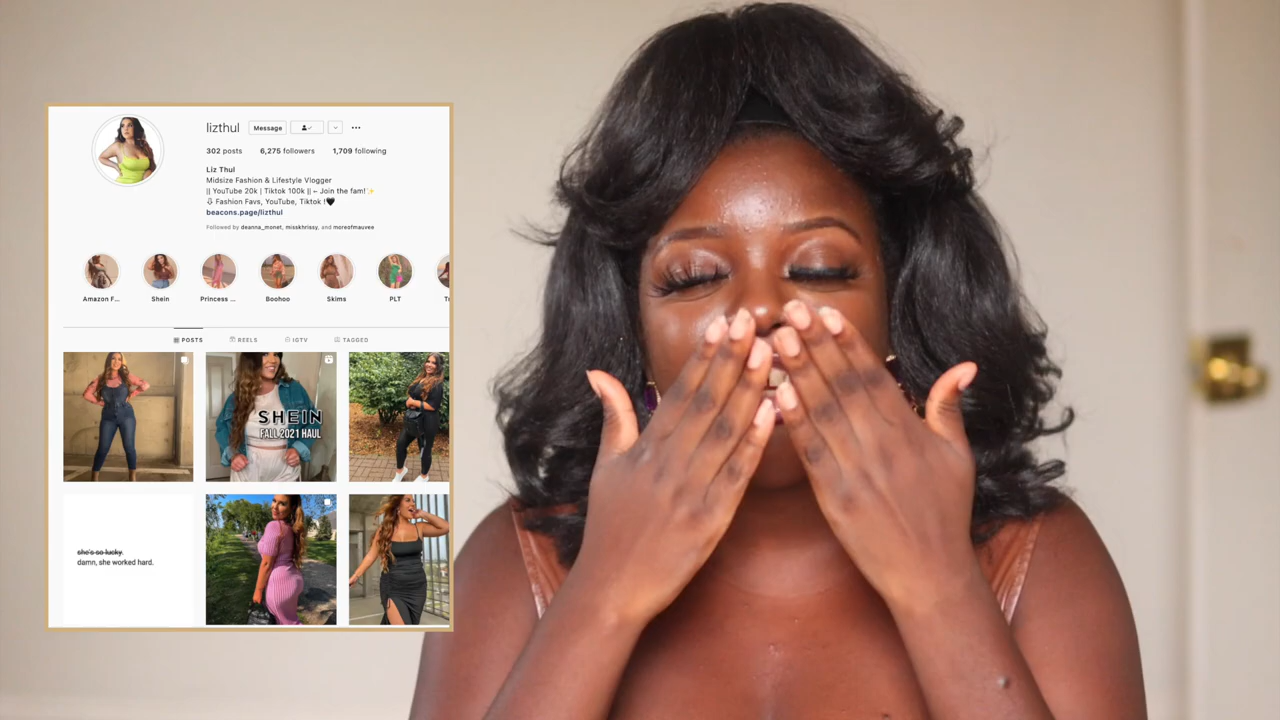 lizthul Message
302 posts 6,275 followers 1,709 following
Liz Thul
Midsize Fashion & Lifestyle Vlogger
|| YouTube 20k | Tiktok 100k || ← Join the fam!✨
⇩ Fashion Favs, YouTube, Tiktok !🖤
beacons.page/lizthul
Followed by deanna_monet, misskhrissy, and moreofmauvee
Amazon F... Shein Princess ... Boohoo Skims PLT
POSTS REELS IGTV TAGGED
SHEIN
FALL 2021 HAUL
she's so lucky.
damn, she worked hard.